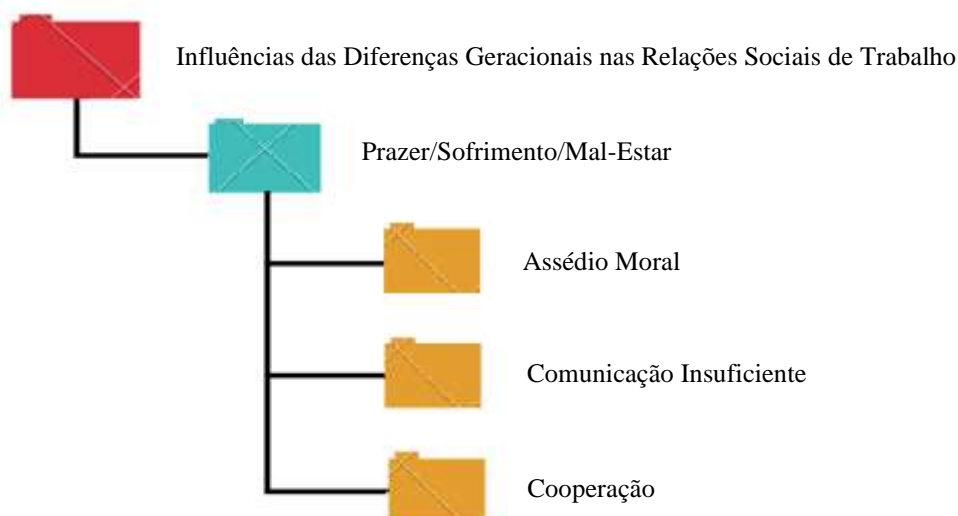 Influências das Diferenças Geracionais nas Relações Sociais de Trabalho
Prazer/Sofrimento/Mal-Estar
Assédio Moral
Comunicação Insuficiente
Cooperação